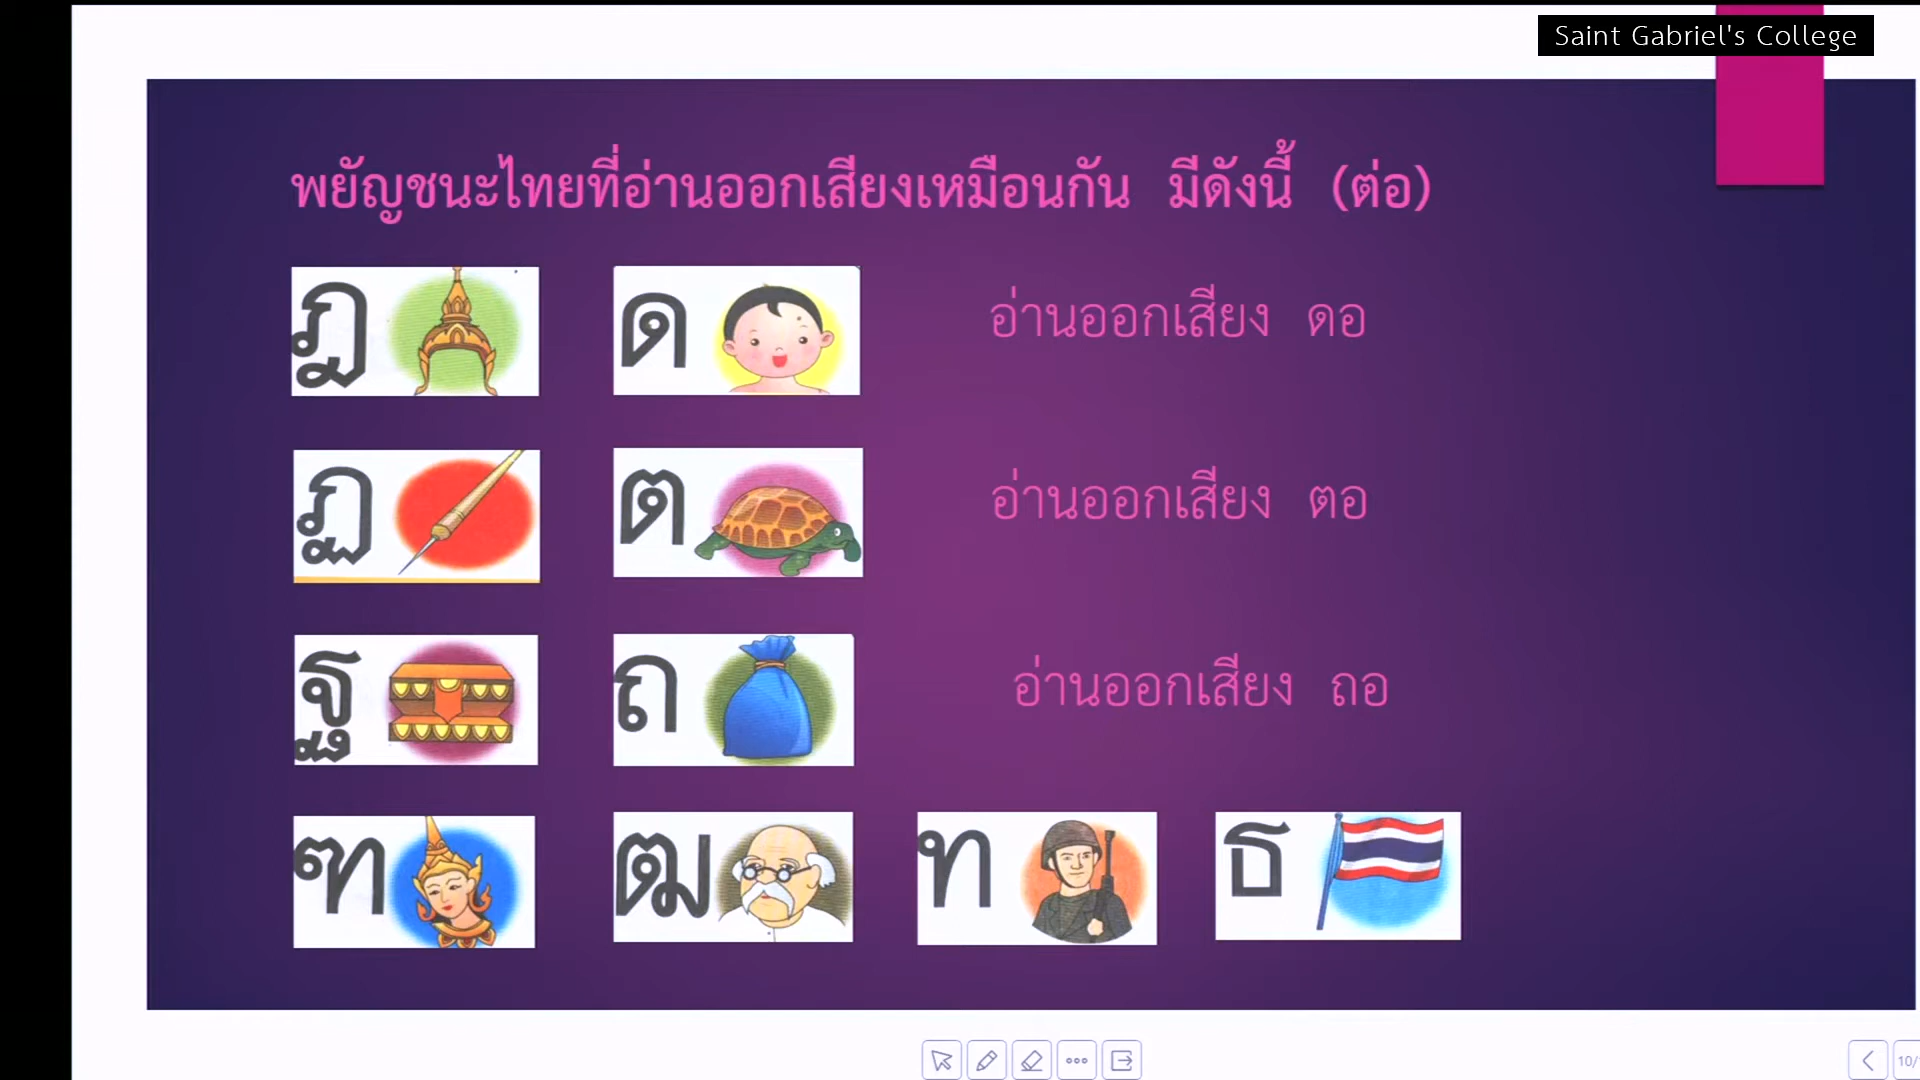 Saint Gabriel's College
พยัญชนะไทยที่อ่านออกเสียงเหมือนกัน มีดังนี้ (ต่อ)
ฎ ด อ่านออกเสียง ดอ
ฏ ต อ่านออกเสียง ตอ
ฐ ถ อ่านออกเสียง ถอ
ฑ ฒ ท ธ
10/